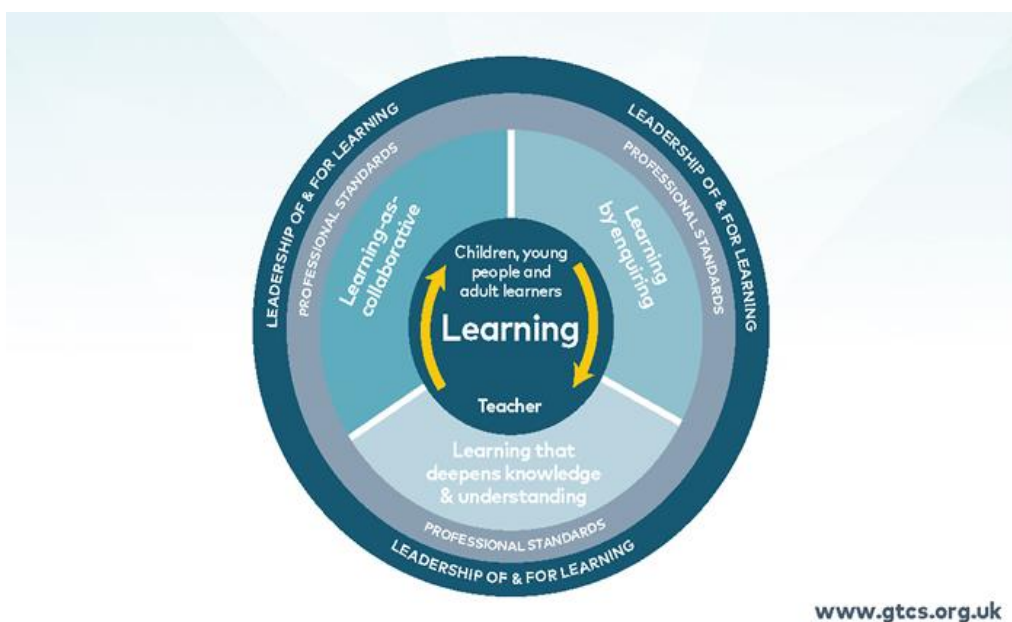 LEADERSHIP OF & FOR LEARNING
LEADERSHIP OF & FOR LEARNING
PROFESSIONAL STANDARDS
PROFESSIONAL STANDARDS
Learning-as-
collaborative
Learning
by enquiring
Children, young
people and
adult learners
Learning
Teacher
Learning that
deepens knowledge
& understanding
PROFESSIONAL STANDARDS
LEADERSHIP OF & FOR LEARNING
www.gtcs.org.uk